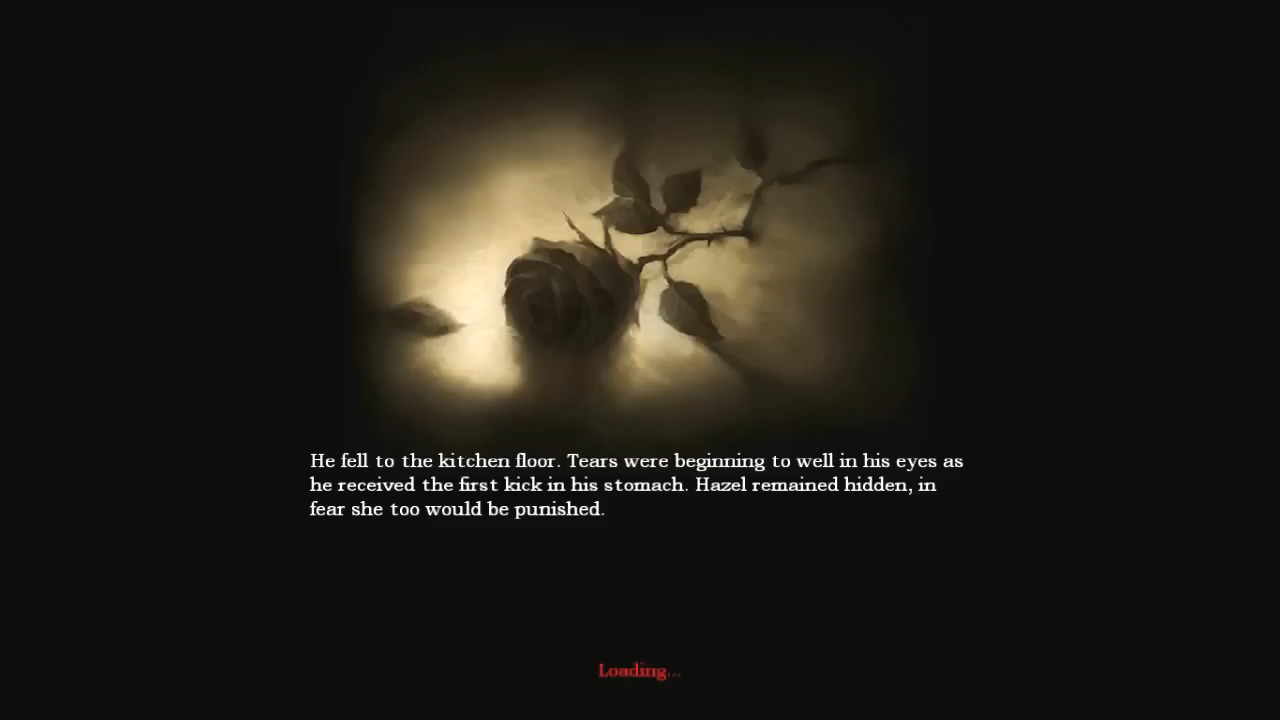 He fell to the kitchen floor. Tears were beginning to well in his eyes as
he received the first kick in his stomach. Hazel remained hidden, in
fear she too would be punished.
Loading...